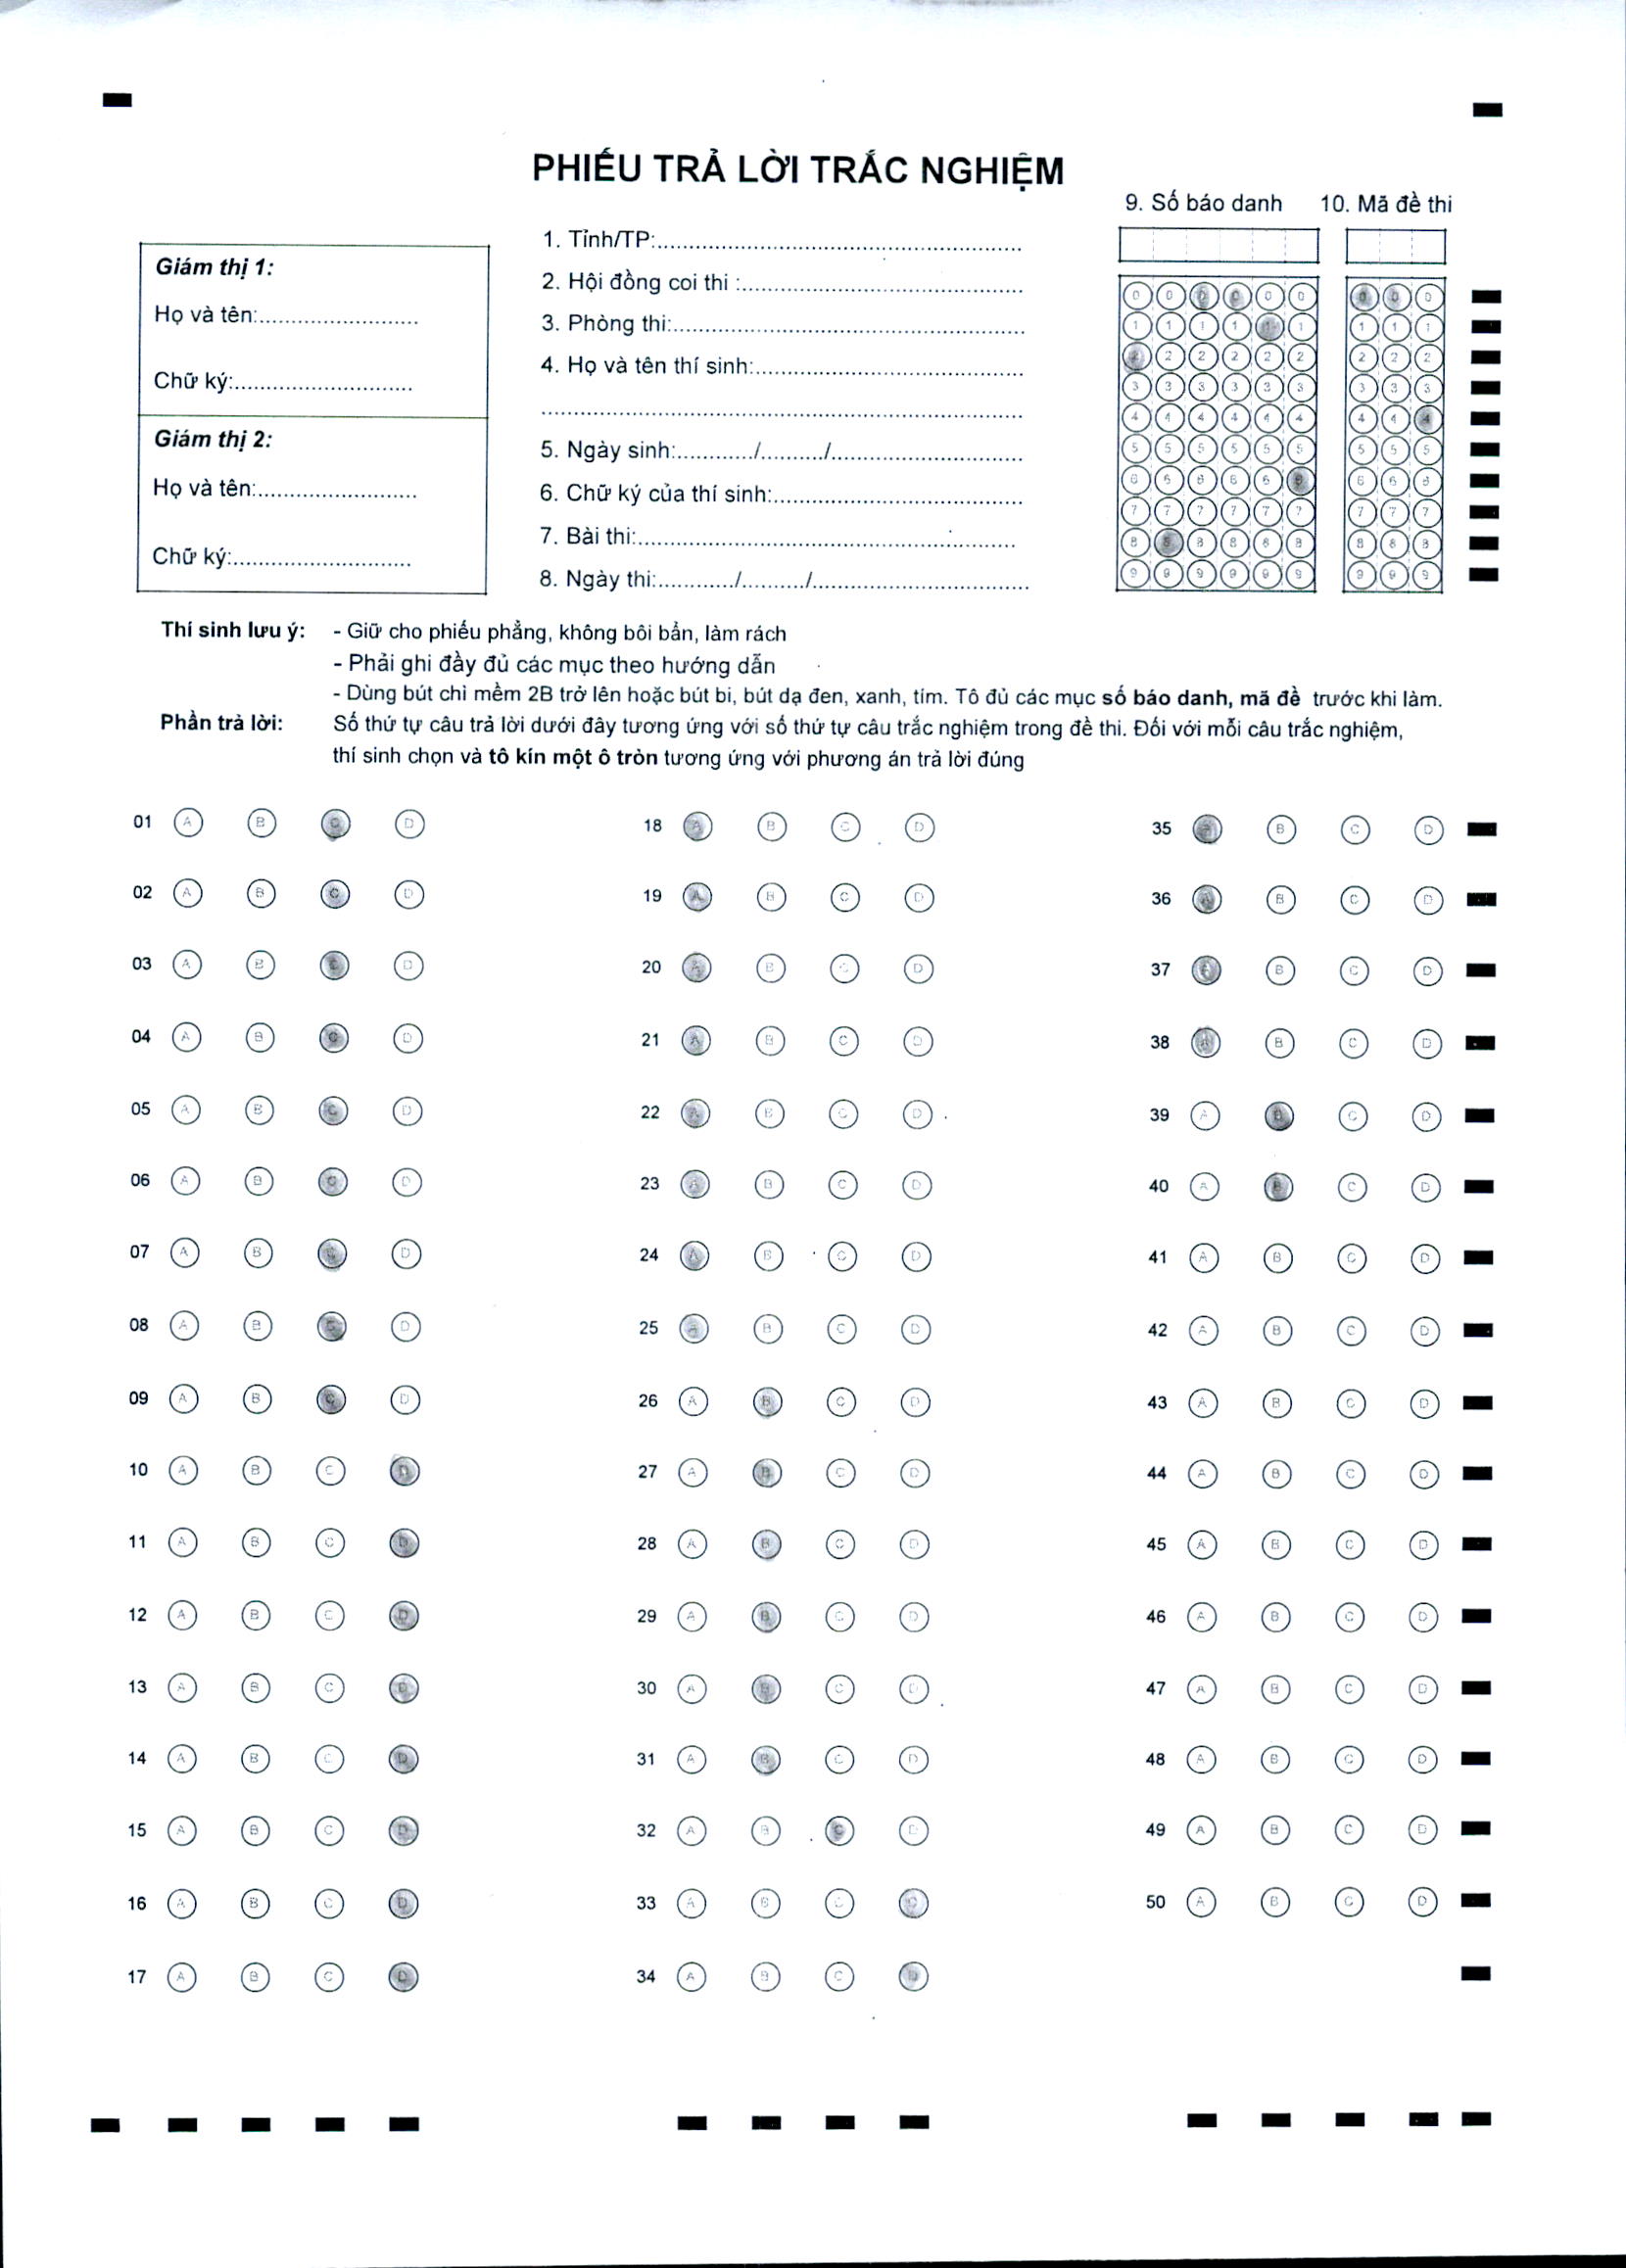 PHIẾU TRẢ LỜI TRẮC NGHIỆM
9. Số báo danh 10. Mã đề thi
Giám thị 1:
Họ và tên:...........................
Chữ ký:..............................
Giám thị 2:
Họ và tên:...........................
Chữ ký:..............................
1. Tỉnh/TP:......................................................
2. Hội đồng coi thi :..........................................
3. Phòng thi:.....................................................
4. Họ và tên thí sinh:........................................
..........................................................................
5. Ngày sinh:............/........../..............................
6. Chữ ký của thí sinh:.....................................
7. Bài thi:..........................................................
8. Ngày thi:............/........../.................................
0 0 0 0 0 0 0 0 0
1 1 1 1 1 1 1 1 1
2 2 2 2 2 2 2 2 2
3 3 3 3 3 3 3 3 3
4 4 4 4 4 4 4 4 4
5 5 5 5 5 5 5 5 5
6 6 6 6 6 6 6 6 6
7 7 7 7 7 7 7 7 7
8 8 8 8 8 8 8 8 8
9 9 9 9 9 9 9 9 9
Thí sinh lưu ý: - Giữ cho phiếu phẳng, không bôi bẩn, làm rách
- Phải ghi đầy đủ các mục theo hướng dẫn
- Dùng bút chì mềm 2B trở lên hoặc bút bi, bút dạ đen, xanh, tím. Tô đủ các mục số báo danh, mã đề trước khi làm.
Phần trả lời: Số thứ tự câu trả lời dưới đây tương ứng với số thứ tự câu trắc nghiệm trong đề thi. Đối với mỗi câu trắc nghiệm,
thí sinh chọn và tô kín một ô tròn tương ứng với phương án trả lời đúng
01 A B C D 18 A B C D 35 A B C D
02 A B C D 19 A B C D 36 A B C D
03 A B C D 20 A B C D 37 A B C D
04 A B C D 21 A B C D 38 A B C D
05 A B C D 22 A B C D 39 A B C D
06 A B C D 23 A B C D 40 A B C D
07 A B C D 24 A B C D 41 A B C D
08 A B C D 25 A B C D 42 A B C D
09 A B C D 26 A B C D 43 A B C D
10 A B C D 27 A B C D 44 A B C D
11 A B C D 28 A B C D 45 A B C D
12 A B C D 29 A B C D 46 A B C D
13 A B C D 30 A B C D 47 A B C D
14 A B C D 31 A B C D 48 A B C D
15 A B C D 32 A B C D 49 A B C D
16 A B C D 33 A B C D 50 A B C D
17 A B C D 34 A B C D